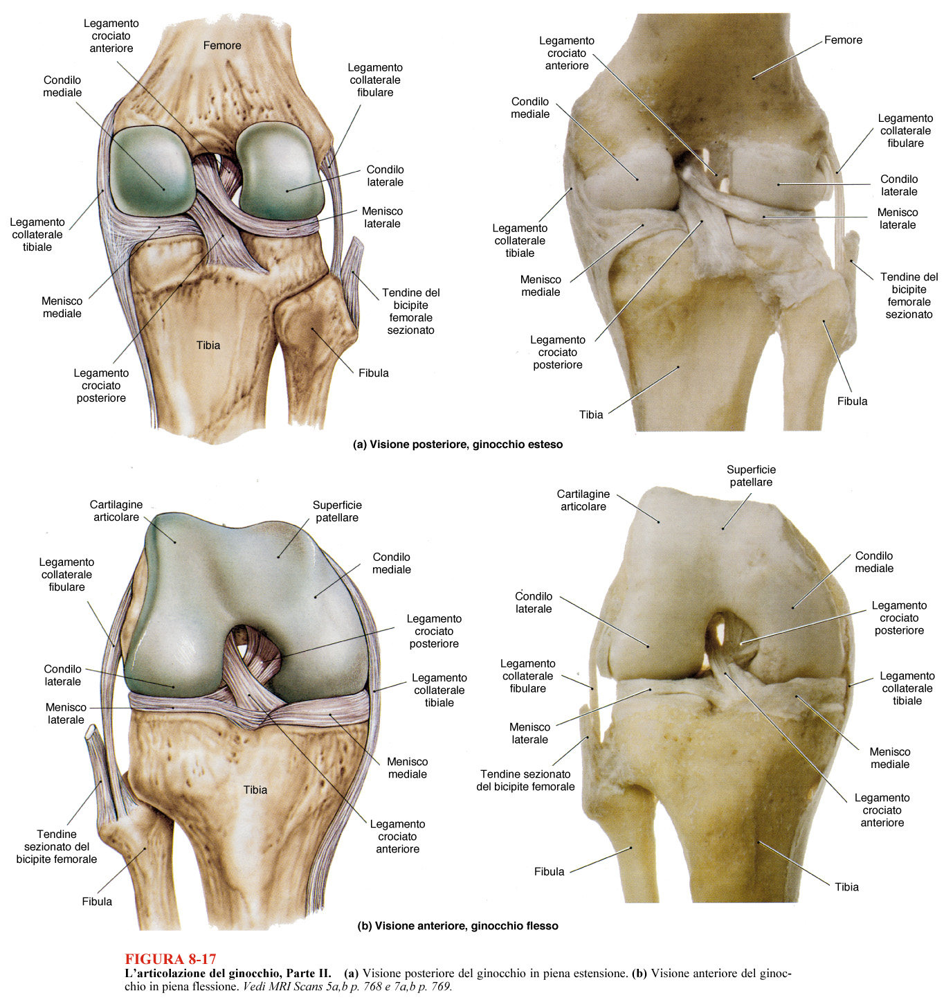 Legamento
crociato
anteriore
Femore
Condilo
mediale
Legamento
collaterale
fibulare
Condilo
laterale
Menisco
laterale
Legamento
collaterale
tibiale
Menisco
mediale
Tendine del
bicipite
femorale
sezionato
Tibia
Legamento
crociato
posteriore
Fibula
Legamento
crociato
anteriore
Femore
Condilo
mediale
Legamento
collaterale
fibulare
Condilo
laterale
Menisco
laterale
Legamento
collaterale
tibiale
Menisco
mediale
Tendine del
bicipite
femorale
sezionato
Legamento
crociato
posteriore
Fibula
Tibia
(a) Visione posteriore, ginocchio esteso
Cartilagine
articolare
Superficie
patellare
Legamento
collaterale
fibulare
Condilo
mediale
Legamento
crociato
posteriore
Condilo
laterale
Legamento
collaterale
tibiale
Menisco
laterale
Menisco
mediale
Tibia
Tendine
sezionato del
bicipite femorale
Legamento
crociato
anteriore
Fibula
Superficie
patellare
Cartilagine
articolare
Condilo
mediale
Condilo
laterale
Legamento
crociato
posteriore
Legamento
collaterale
fibulare
Legamento
collaterale
tibiale
Menisco
laterale
Menisco
mediale
Tendine sezionato
del bicipite femorale
Legamento
crociato
anteriore
Fibula
Tibia
(b) Visione anteriore, ginocchio flesso
FIGURA 8-17
L’articolazione del ginocchio, Parte II. (a) Visione posteriore del ginocchio in piena estensione. (b) Visione anteriore del ginoc-
chio in piena flessione. Vedi MRI Scans 5a,b p. 768 e 7a,b p. 769.